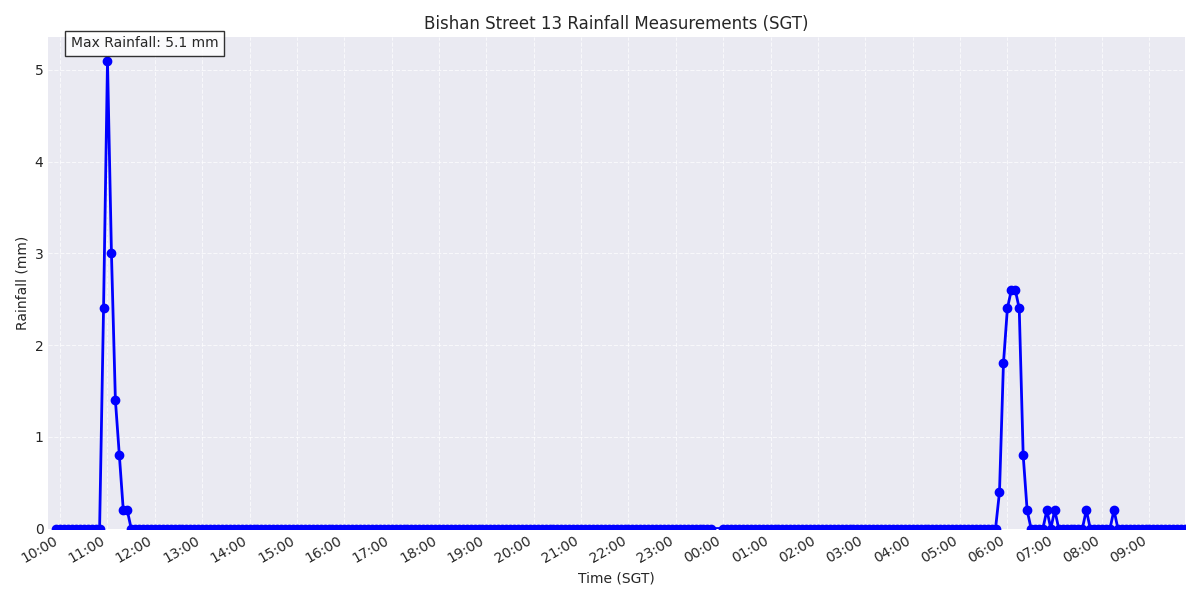 Bishan Street 13 Rainfall Measurements (SGT)
Max Rainfall: 5.1 mm
Rainfall (mm)
5
4
3
2
1
0
10:00 11:00 12:00 13:00 14:00 15:00 16:00 17:00 18:00 19:00 20:00 21:00 22:00 23:00 00:00 01:00 02:00 03:00 04:00 05:00 06:00 07:00 08:00 09:00
Time (SGT)